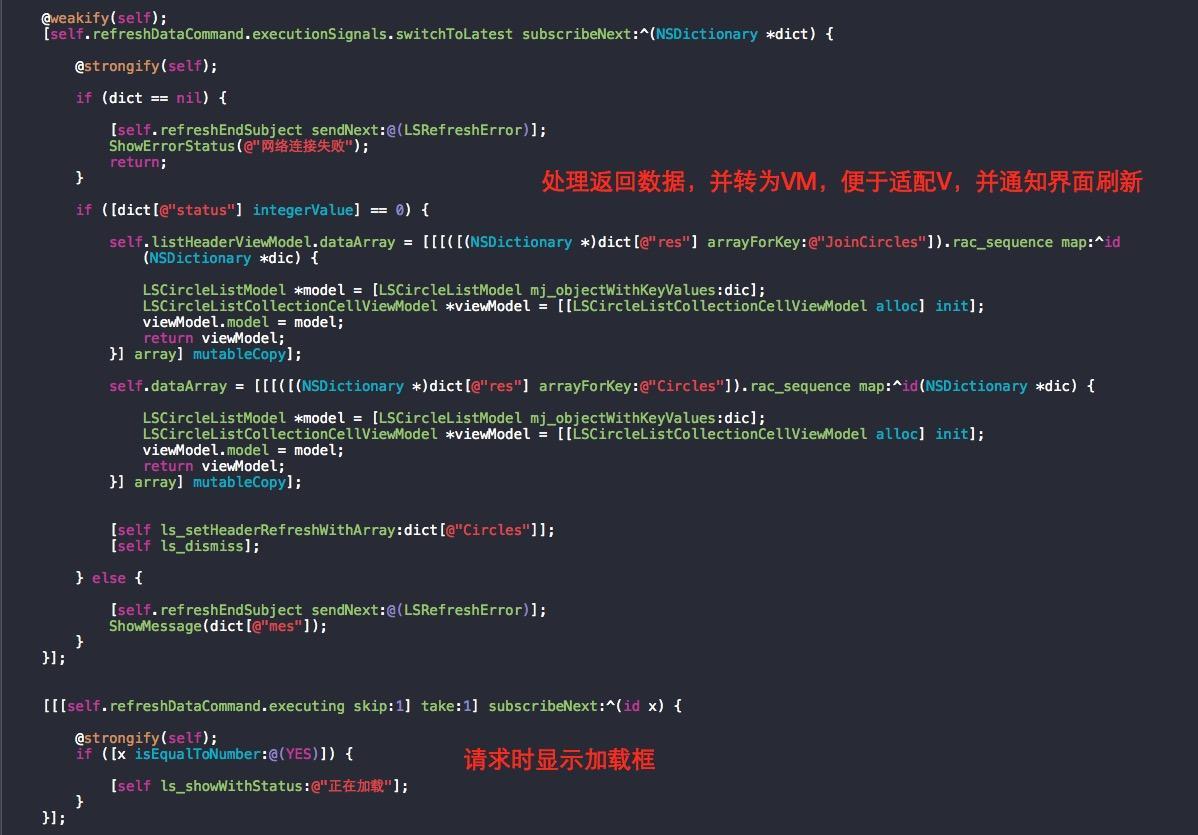 @weakify(self);
[self.refreshDataCommand.executionSignals.switchToLatest subscribeNext:^(NSDictionary *dict) {
@strongify(self);
if (dict == nil) {
[self.refreshEndSubject sendNext:@(LSRefreshError)];
ShowErrorStatus(@"网络连接失败");
return;
}
处理返回数据，并转为VM，便于适配V，并通知界面刷新
if ([dict[@"status"] integerValue] == 0) {
self.listHeaderViewModel.dataArray = [[[([(NSDictionary *)dict[@"res"] arrayForKey:@"JoinCircles"]).rac_sequence map:^id
(NSDictionary *dic) {
LSCircleListModel *model = [LSCircleListModel mj_objectWithKeyValues:dic];
LSCircleListCollectionCellViewModel *viewModel = [[LSCircleListCollectionCellViewModel alloc] init];
viewModel.model = model;
return viewModel;
}] array] mutableCopy];
self.dataArray = [[[([(NSDictionary *)dict[@"res"] arrayForKey:@"Circles"]).rac_sequence map:^id(NSDictionary *dic) {
LSCircleListModel *model = [LSCircleListModel mj_objectWithKeyValues:dic];
LSCircleListCollectionCellViewModel *viewModel = [[LSCircleListCollectionCellViewModel alloc] init];
viewModel.model = model;
return viewModel;
}] array] mutableCopy];
[self ls_setHeaderRefreshWithArray:dict[@"Circles"]];
[self ls_dismiss];
} else {
[self.refreshEndSubject sendNext:@(LSRefreshError)];
ShowMessage(dict[@"mes"]);
}
}];
[[[self.refreshDataCommand.executing skip:1] take:1] subscribeNext:^(id x) {
@strongify(self);
if ([x isEqualToNumber:@(YES)]) {
请求时显示加载框
[self ls_showWithStatus:@"正在加载"];
}
}];